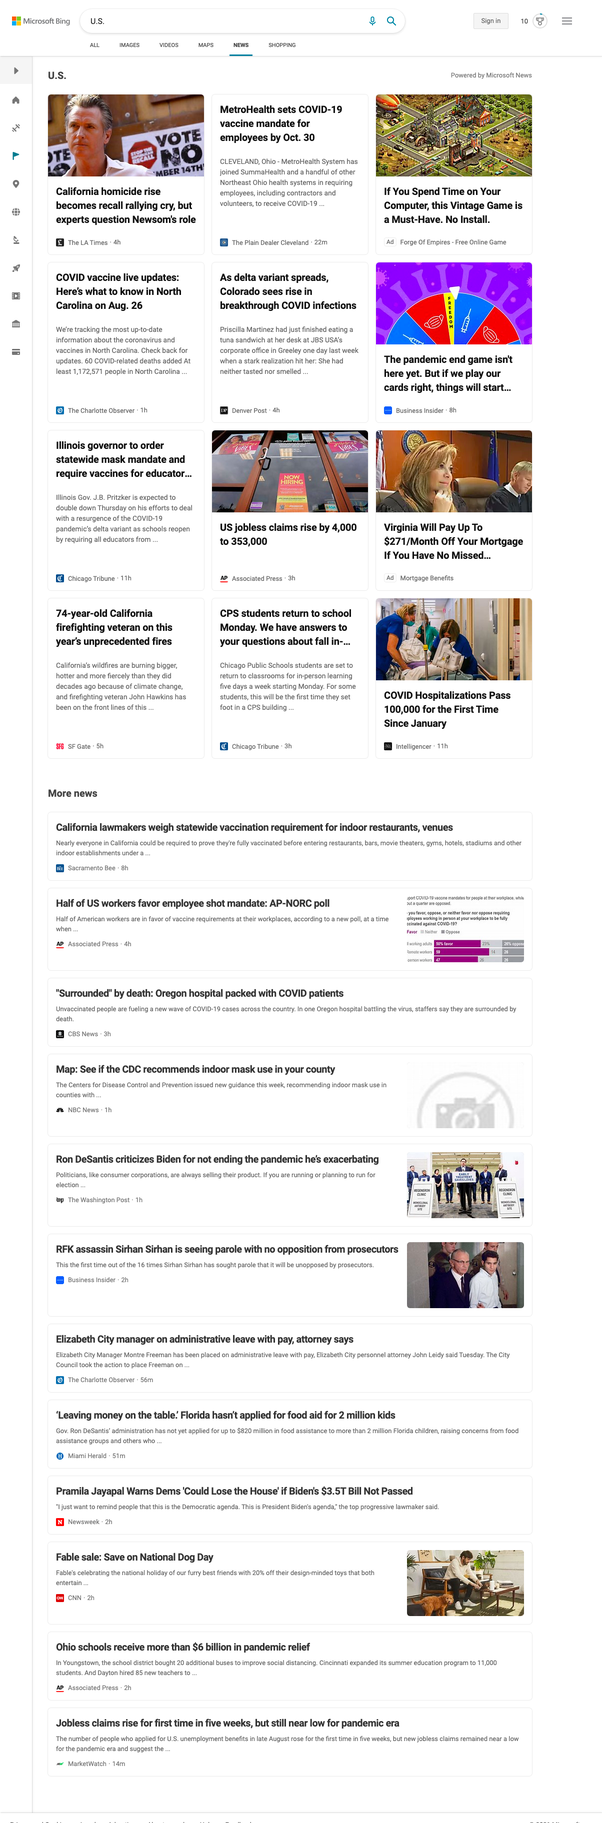 Microsoft Bing
U.S.
Sign in
10
ALL
IMAGES
VIDEOS
MAPS
NEWS
SHOPPING
U.S.
Powered by Microsoft News
VOTE
NO
California homicide rise
becomes recall rallying cry, but
experts question Newsom's role
The LA Times · 4h
MetroHealth sets COVID-19
vaccine mandate for
employees by Oct. 30
CLEVELAND, Ohio - MetroHealth System has
joined SummaHealth and a handful of other
Northeast Ohio health systems in requiring
employees, including contractors and
volunteers, to receive COVID-19 ...
The Plain Dealer Cleveland · 22m
If You Spend Time on Your
Computer, this Vintage Game is
a Must-Have. No Install.
Ad
Forge Of Empires - Free Online Game
COVID vaccine live updates:
Here's what to know in North
Carolina on Aug. 26
We're tracking the most up-to-date
information about the coronavirus and
vaccines in North Carolina. Check back for
updates. 60 COVID-related deaths added At
least 1,172,571 people in North Carolina ...
The Charlotte Observer · 1h
As delta variant spreads,
Colorado sees rise in
breakthrough COVID infections
Priscilla Martinez had just finished eating a
tuna sandwich at her desk at JBS USA's
corporate office in Greeley one day last week
when a stark realization hit her: She had
neither tasted nor smelled ...
Denver Post · 4h
FREEDOM
The pandemic end game isn't
here yet. But if we play our
cards right, things will start...
Business Insider · 8h
Illinois governor to order
statewide mask mandate and
require vaccines for educator...
Illinois Gov. J.B. Pritzker is expected to
double down Thursday on his efforts to deal
with a resurgence of the COVID-19
pandemic's delta variant as schools reopen
by requiring all educators from ...
Chicago Tribune · 11h
NOW
HIRING
US jobless claims rise by 4,000
to 353,000
AP
Associated Press · 3h
Virginia Will Pay Up To
$271/Month Off Your Mortgage
If You Have No Missed...
Ad
Mortgage Benefits
74-year-old California
firefighting veteran on this
year's unprecedented fires
California's wildfires are burning bigger,
hotter and more fiercely than they did
decades ago because of climate change,
and firefighting veteran John Hawkins has
been on the front lines of this ...
SF Gate · 5h
CPS students return to school
Monday. We have answers to
your questions about fall in-...
Chicago Public Schools students are set to
return to classrooms for in-person learning
five days a week starting Monday. For some
students, this will be the first time they set
foot in a CPS building ...
Chicago Tribune · 3h
COVID Hospitalizations Pass
100,000 for the First Time
Since January
Intelligencer · 11h
More news
California lawmakers weigh statewide vaccination requirement for indoor restaurants, venues
Nearly everyone in California could be required to prove they're fully vaccinated before entering restaurants, bars, movie theaters, gyms, hotels, stadiums and other
indoor establishments under a ...
Sacramento Bee · 8h
Half of US workers favor employee shot mandate: AP-NORC poll
Half of American workers are in favor of vaccine requirements at their workplaces, according to a new poll, at a time
when ...
AP
Associated Press · 4h
"Surrounded" by death: Oregon hospital packed with COVID patients
Unvaccinated people are fueling a new wave of COVID-19 cases across the country. In one Oregon hospital battling the virus, staffers say they are surrounded by
death.
CBS News · 3h
Map: See if the CDC recommends indoor mask use in your county
The Centers for Disease Control and Prevention issued new guidance this week, recommending indoor mask use in
counties with ...
NBC News · 1h
Ron DeSantis criticizes Biden for not ending the pandemic he's exacerbating
Politicians, like consumer corporations, are always selling their product. If you are running or planning to run for
election ...
The Washington Post · 1h
RFK assassin Sirhan Sirhan is seeing parole with no opposition from prosecutors
This the first time out of the 16 times Sirhan Sirhan has sought parole that it will be unopposed by prosecutors.
Business Insider · 2h
Elizabeth City manager on administrative leave with pay, attorney says
Elizabeth City Manager Montre Freeman has been placed on administrative leave with pay, Elizabeth City personnel attorney John Leidy said Tuesday. The City
Council took the action to place Freeman on ...
The Charlotte Observer · 56m
'Leaving money on the table.' Florida hasn't applied for food aid for 2 million kids
Gov. Ron DeSantis' administration has not yet applied for up to $820 million in food assistance to more than 2 million Florida children, raising concerns from food
assistance groups and others who ...
Miami Herald · 51m
Pramila Jayapal Warns Dems 'Could Lose the House' if Biden's $3.5T Bill Not Passed
"I just want to remind people that this is the Democratic agenda. This is President Biden's agenda," the top progressive lawmaker said.
Newsweek · 2h
Fable sale: Save on National Dog Day
Fable's celebrating the national holiday of our furry best friends with 20% off their design-minded toys that both
entertain ...
CNN · 2h
Ohio schools receive more than $6 billion in pandemic relief
In Youngstown, the school district bought 20 additional buses to improve social distancing. Cincinnati expanded its summer education program to 11,000
students. And Dayton hired 85 new teachers to ...
AP
Associated Press · 2h
Jobless claims rise for first time in five weeks, but still near low for pandemic era
The number of people who applied for U.S. unemployment benefits in late August rose for the first time in five weeks, but new jobless claims remained near a low
for the pandemic era and suggest the ...
MarketWatch · 14m